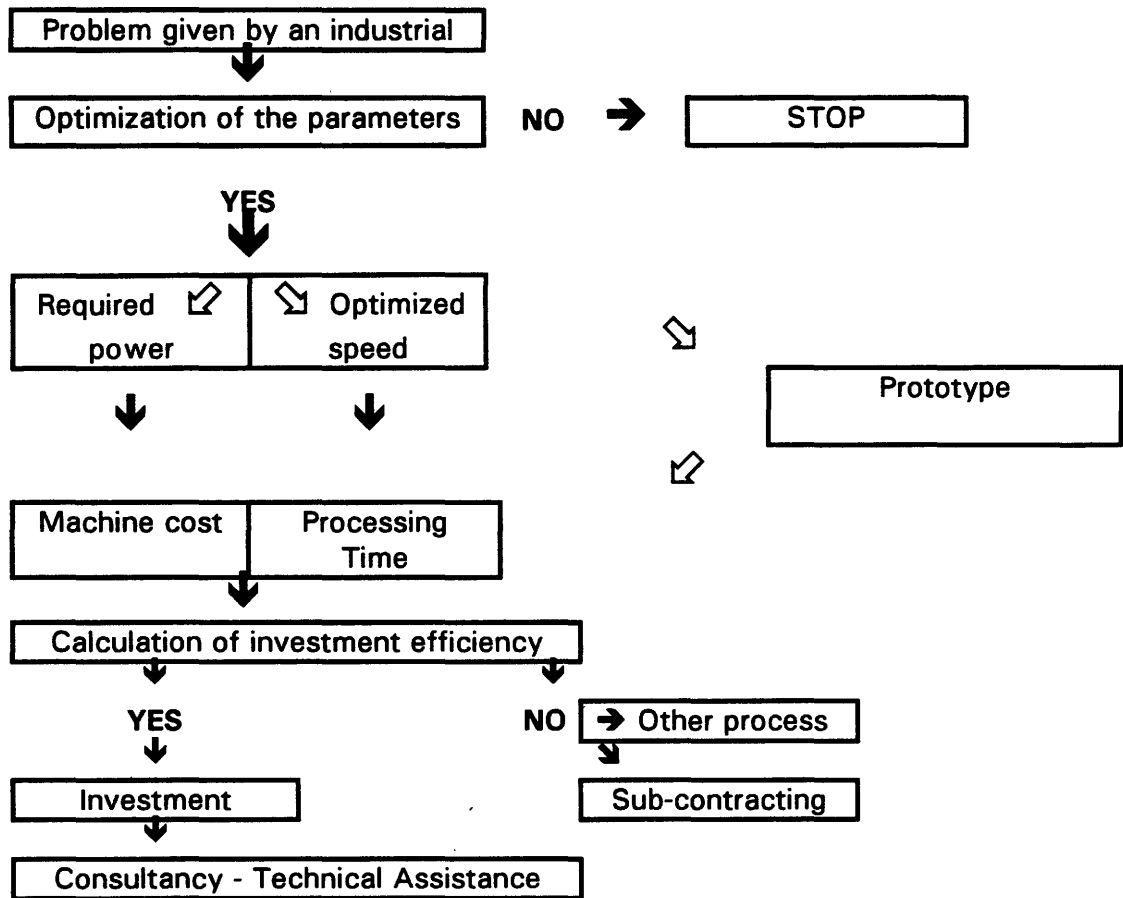 Problem given by an industrial
Optimization of the parameters NO STOP
YES
Required Optimized
power speed
Prototype
Machine cost Processing
Time
Calculation of investment efficiency
YES NO Other process
Investment Sub-contracting
Consultancy - Technical Assistance